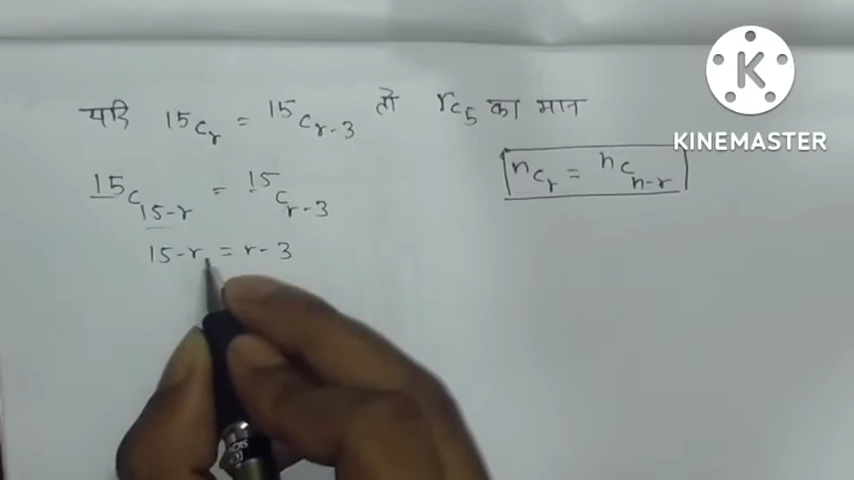 यदि 15Cr = 15Cr-3 तो rC5 का मान
nCr = nCn-r
15C15-r = 15Cr-3
15-r = r-3
K
KINEMASTER